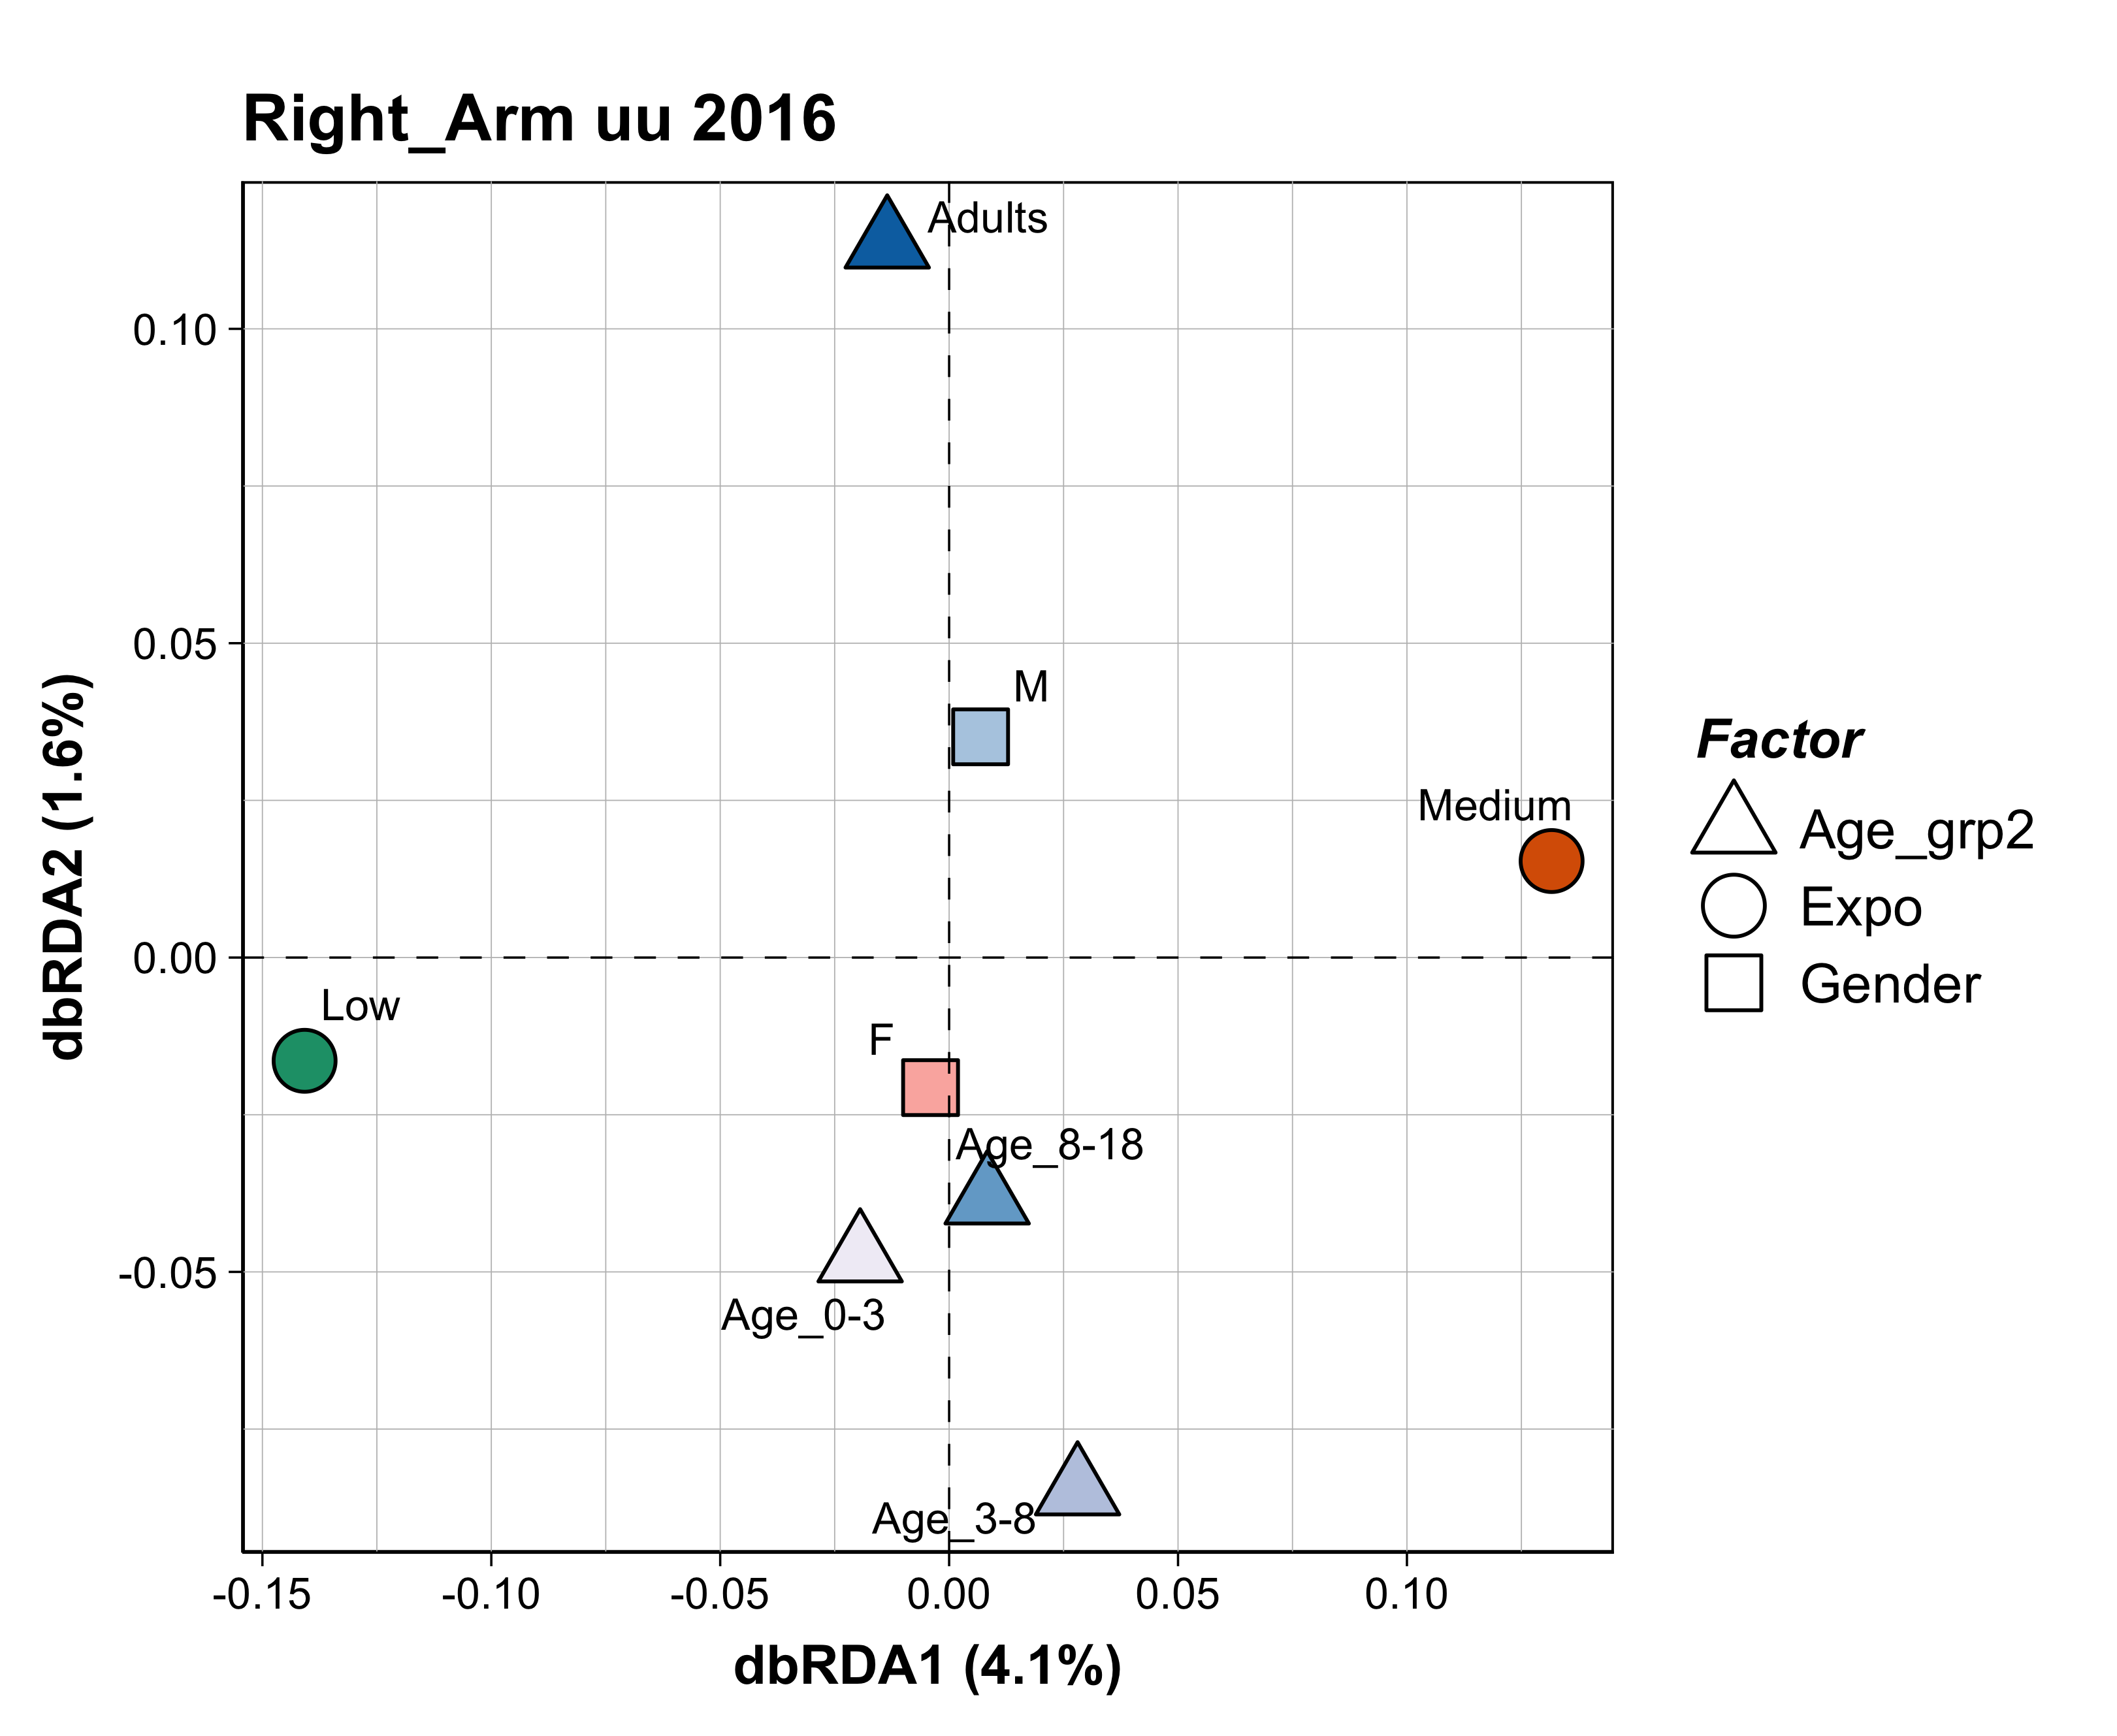 Right_Arm uu 2016
Adults
0.10
0.05
M
Medium
0.00
Low
F
Age_8-18
-0.05
Age_0-3
Age_3-8
-0.15
-0.10
-0.05
0.00
0.05
0.10
dbRDA1 (4.1%)
dbRDA2 (1.6%)
Factor
Age_grp2
Expo
Gender